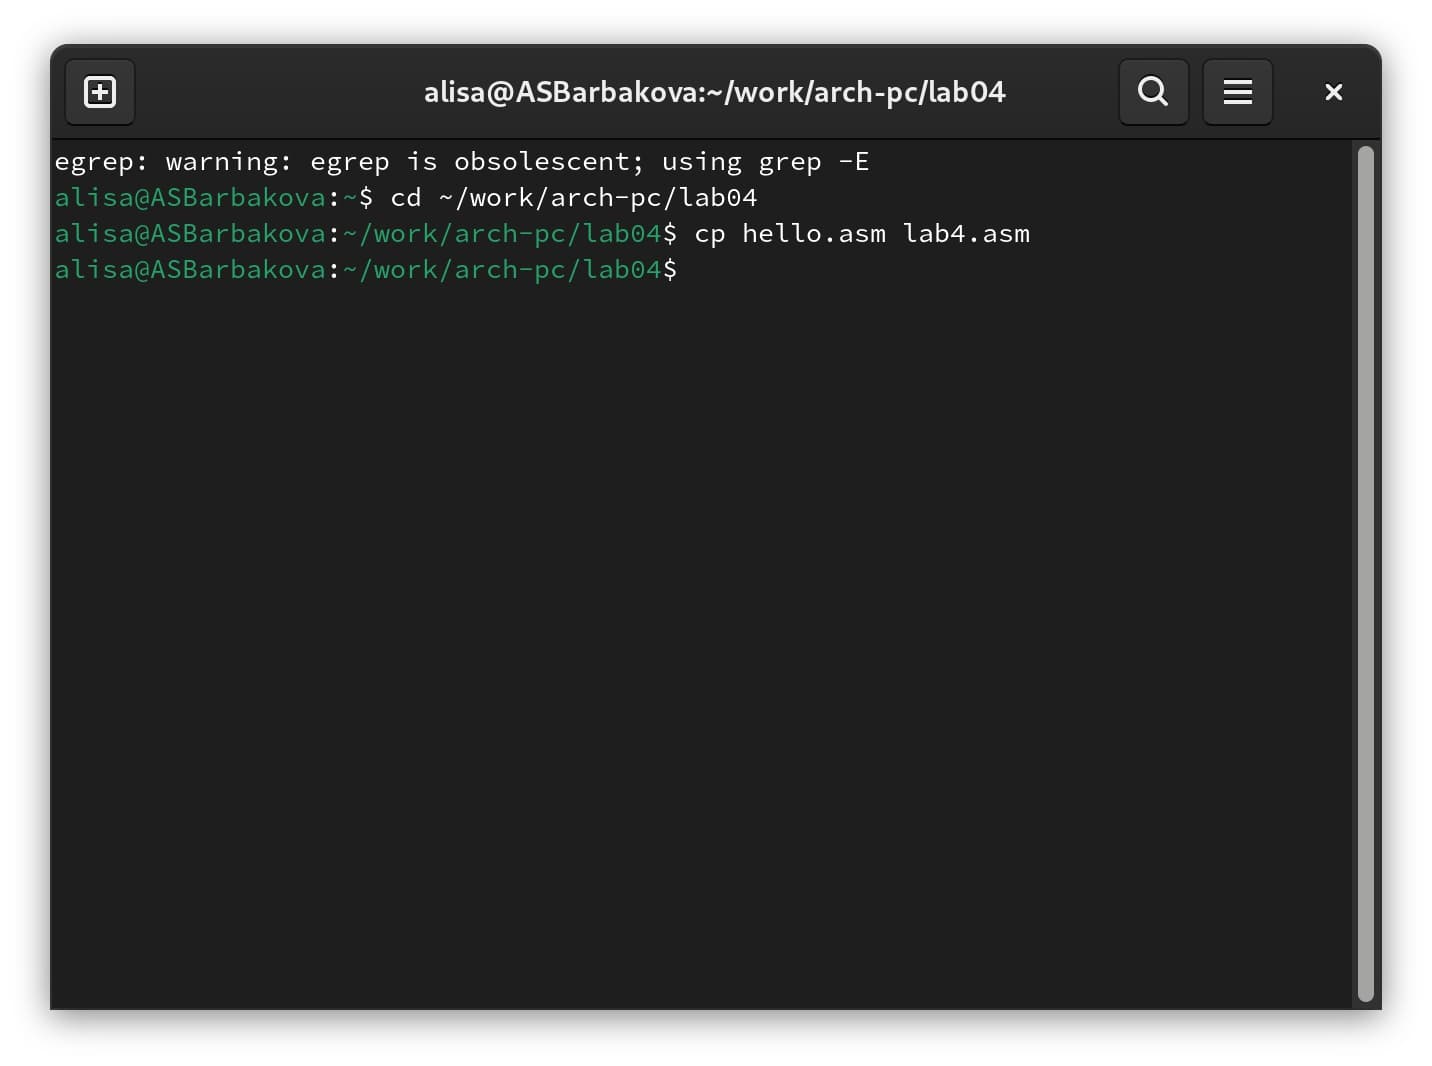 alisa@ASBarbakova:~/work/arch-pc/lab04
egrep: warning: egrep is obsolescent; using grep -E
alisa@ASBarbakova:~$ cd ~/work/arch-pc/lab04
alisa@ASBarbakova:~/work/arch-pc/lab04$ cp hello.asm lab4.asm
alisa@ASBarbakova:~/work/arch-pc/lab04$